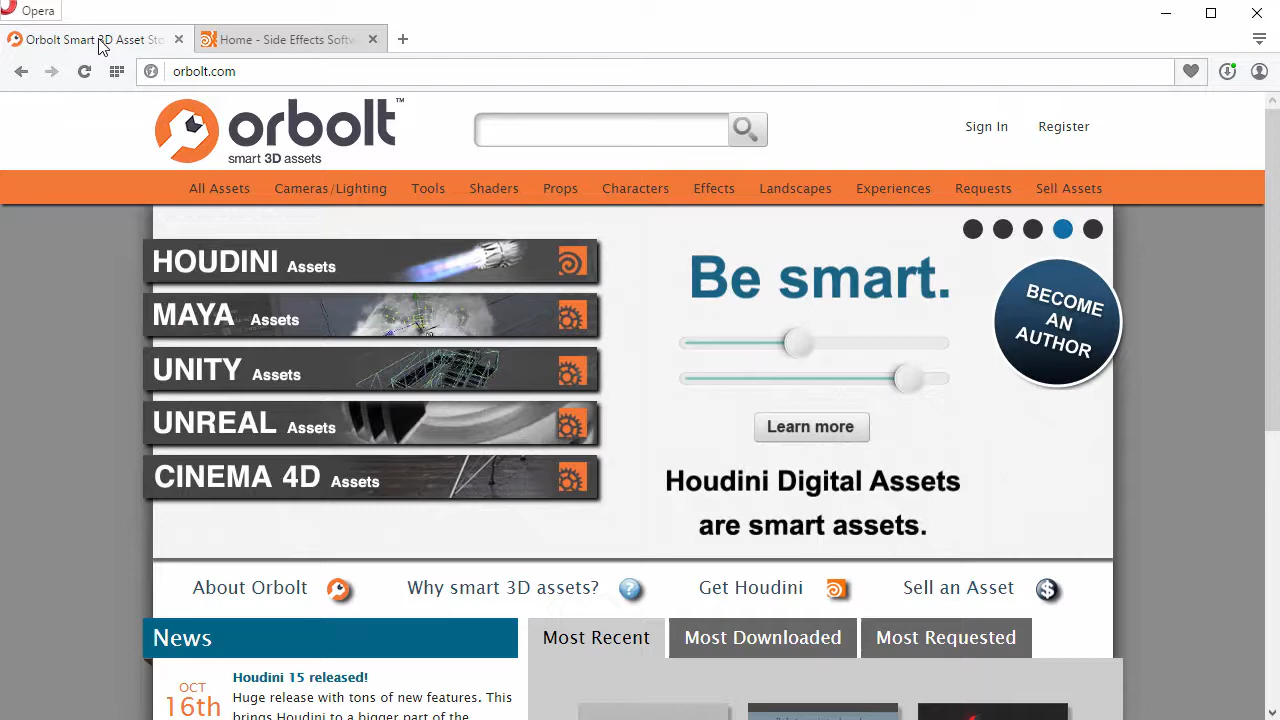 Opera
Orbolt Smart 3D Asset Sto
Home - Side Effects Softw
orbolt.com
orbolt™
smart 3D assets
Sign In
Register
All Assets
Cameras/Lighting
Tools
Shaders
Props
Characters
Effects
Landscapes
Experiences
Requests
Sell Assets
HOUDINI Assets
MAYA Assets
UNITY Assets
UNREAL Assets
CINEMA 4D Assets
Be smart.
Learn more
Houdini Digital Assets
are smart assets.
BECOME
AN
AUTHOR
About Orbolt
Why smart 3D assets?
Get Houdini
Sell an Asset
News
Most Recent
Most Downloaded
Most Requested
OCT
16th
Houdini 15 released!
Huge release with tons of new features. This
brings Houdini to a bigger part of the